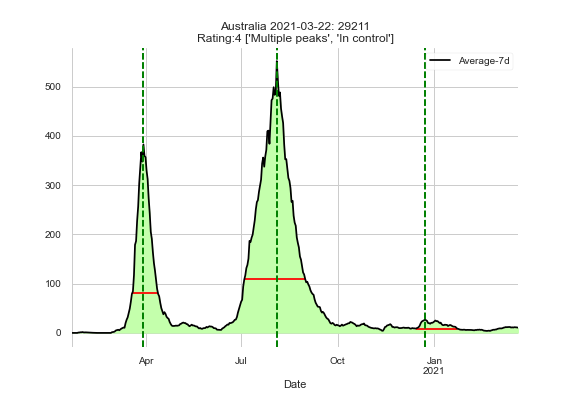 Australia 2021-03-22: 29211
Rating:4 ['Multiple peaks', 'In control']
Average-7d
500
400
300
200
100
0
Apr
Jul
Oct
Jan
2021
Date